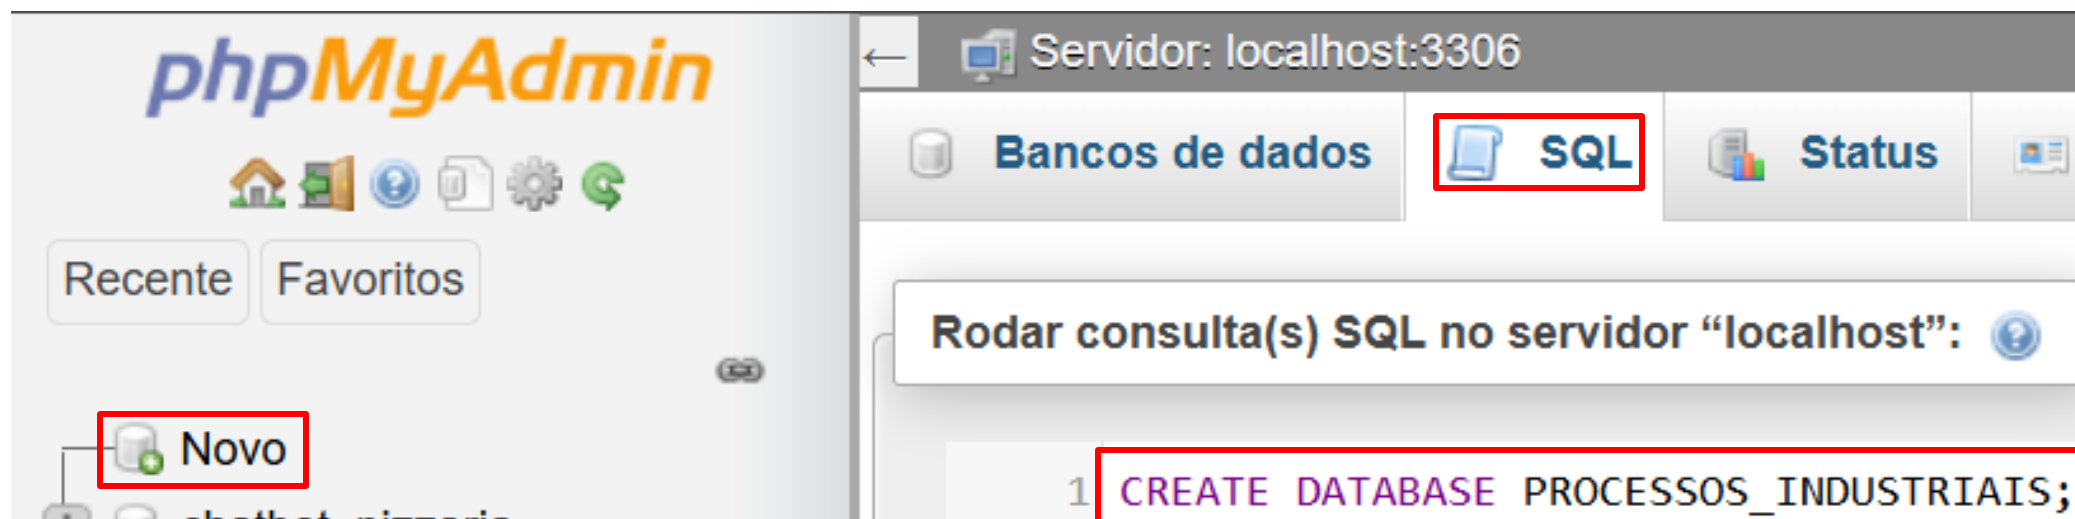 phpMyAdmin
Recente
Favoritos
Novo
← Servidor: localhost:3306
Bancos de dados
SQL
Status
Rodar consulta(s) SQL no servidor “localhost”:
1 CREATE DATABASE PROCESSOS_INDUSTRIAIS;